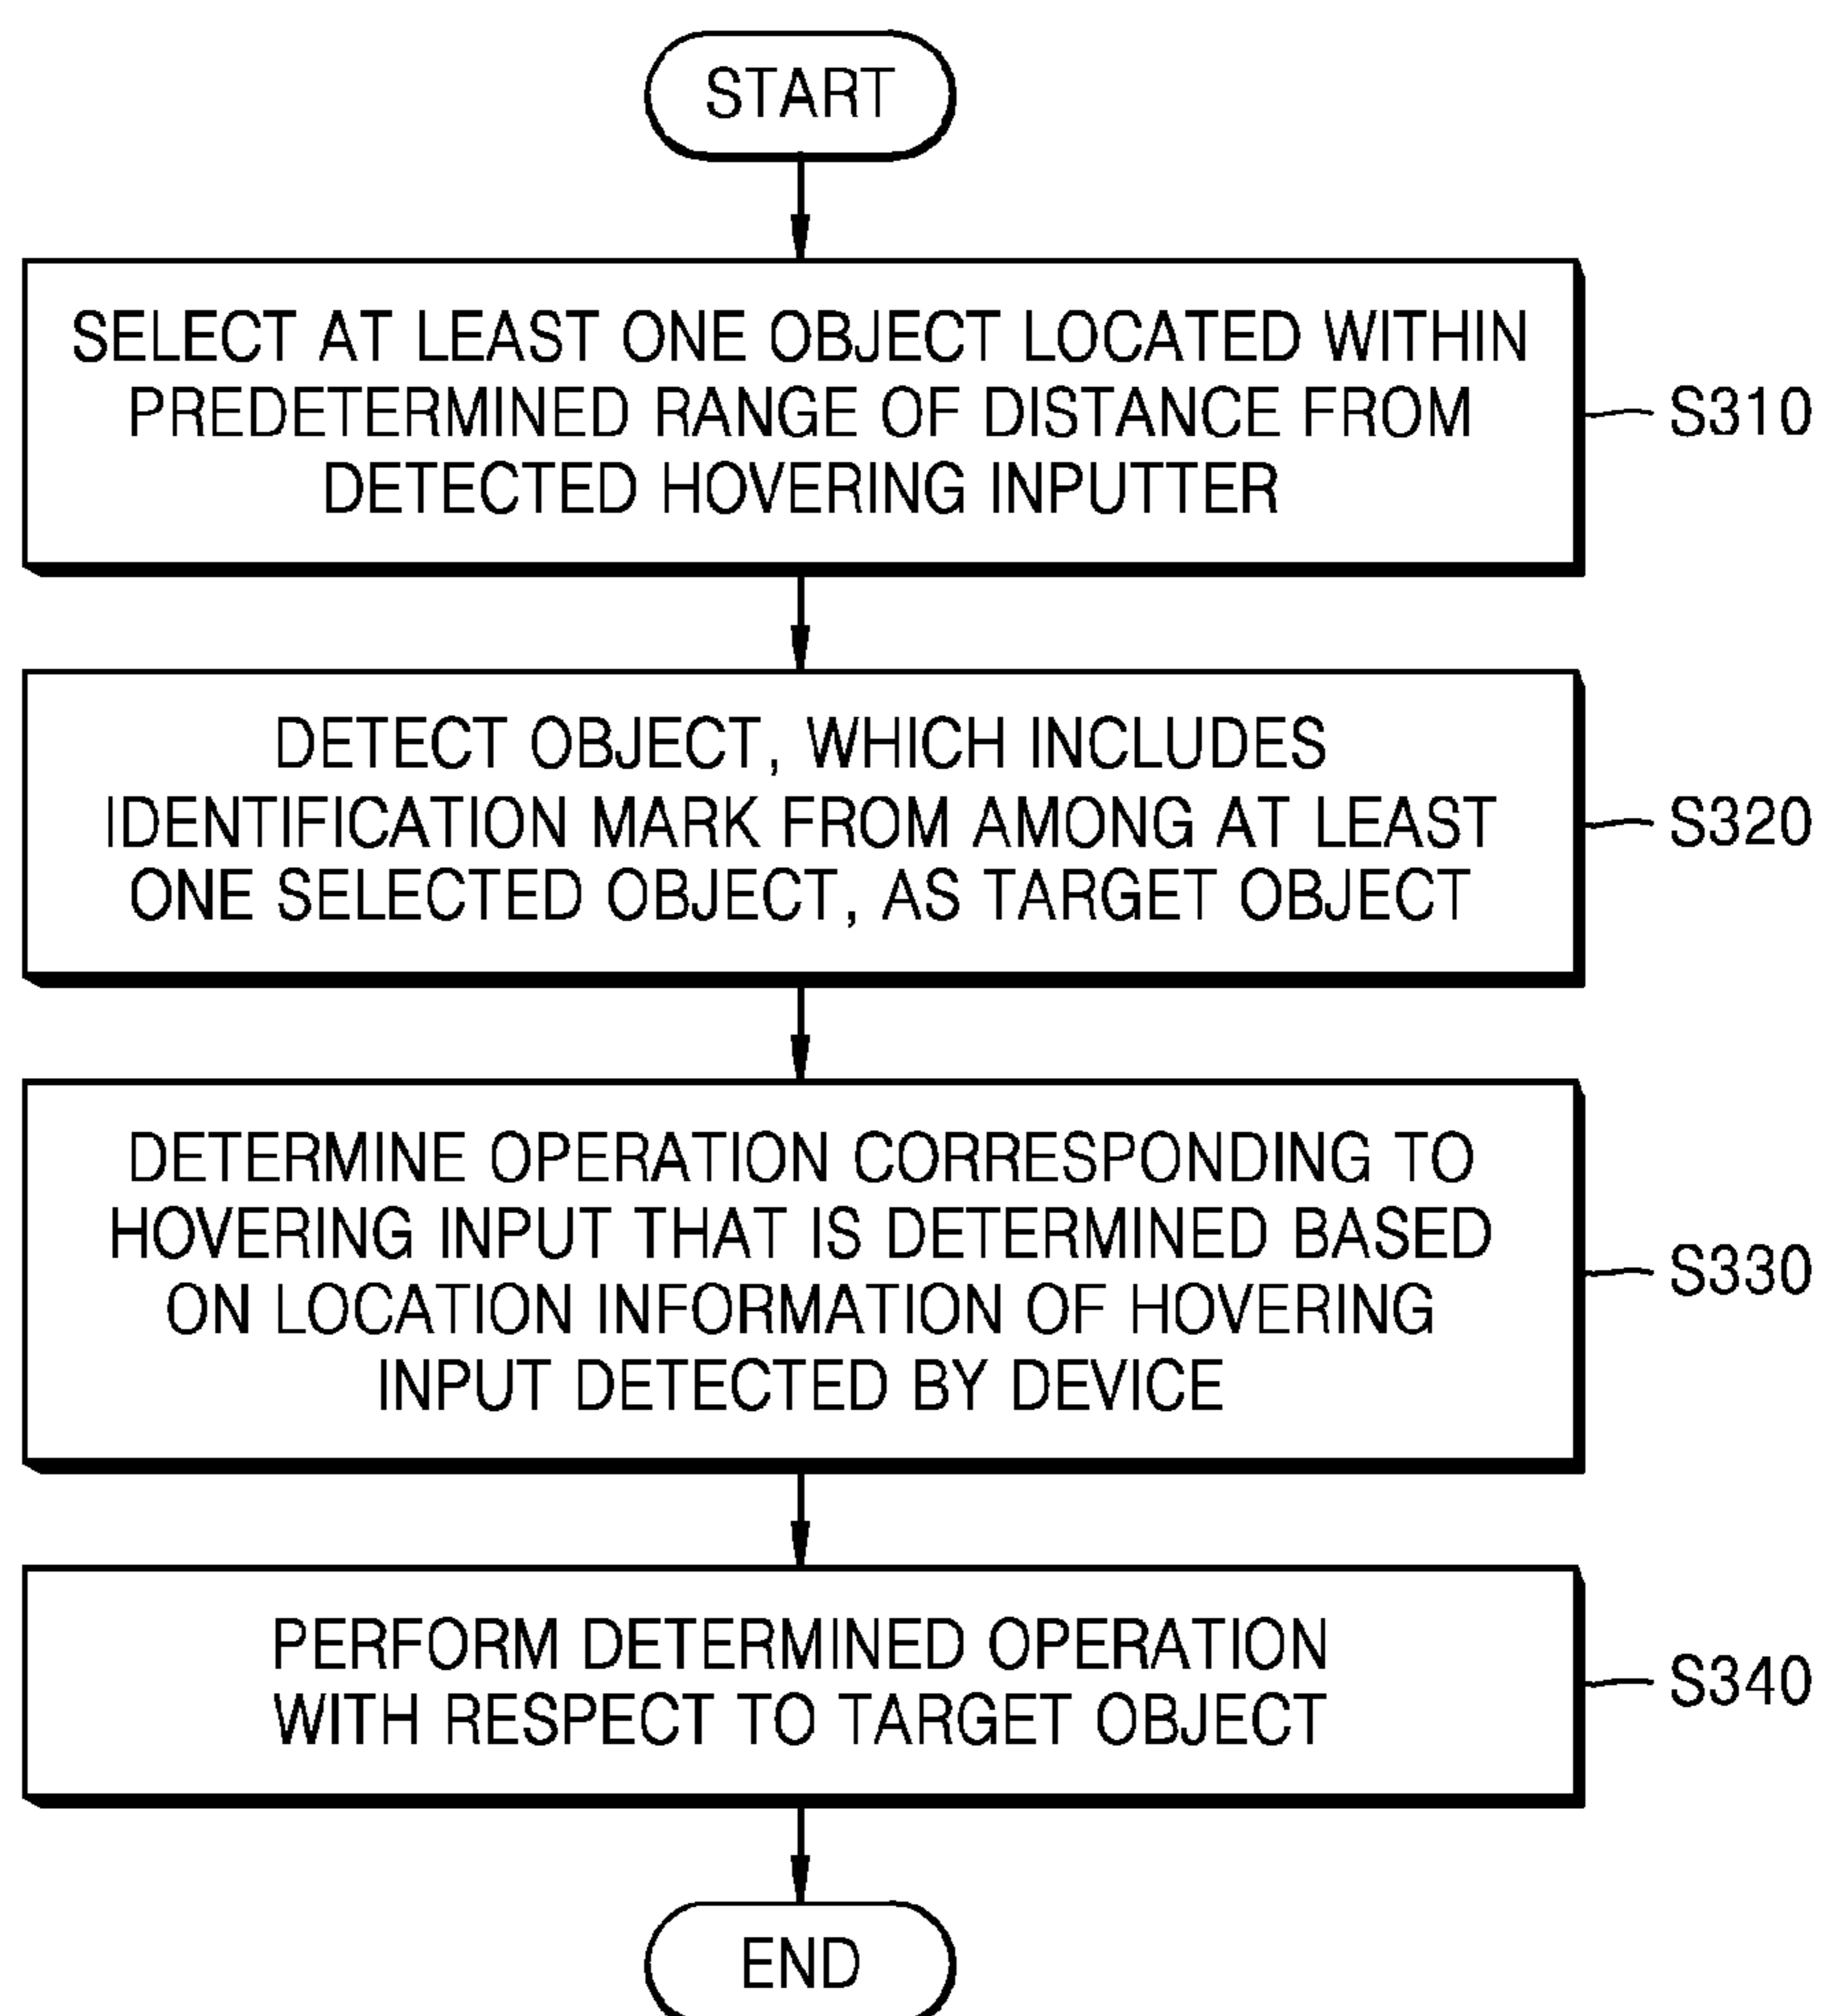 START
SELECT AT LEAST ONE OBJECT LOCATED WITHIN
PREDETERMINED RANGE OF DISTANCE FROM
DETECTED HOVERING INPUTTER
S310
DETECT OBJECT, WHICH INCLUDES
IDENTIFICATION MARK FROM AMONG AT LEAST
ONE SELECTED OBJECT, AS TARGET OBJECT
S320
DETERMINE OPERATION CORRESPONDING TO
HOVERING INPUT THAT IS DETERMINED BASED
ON LOCATION INFORMATION OF HOVERING
INPUT DETECTED BY DEVICE
S330
PERFORM DETERMINED OPERATION
WITH RESPECT TO TARGET OBJECT
S340
END